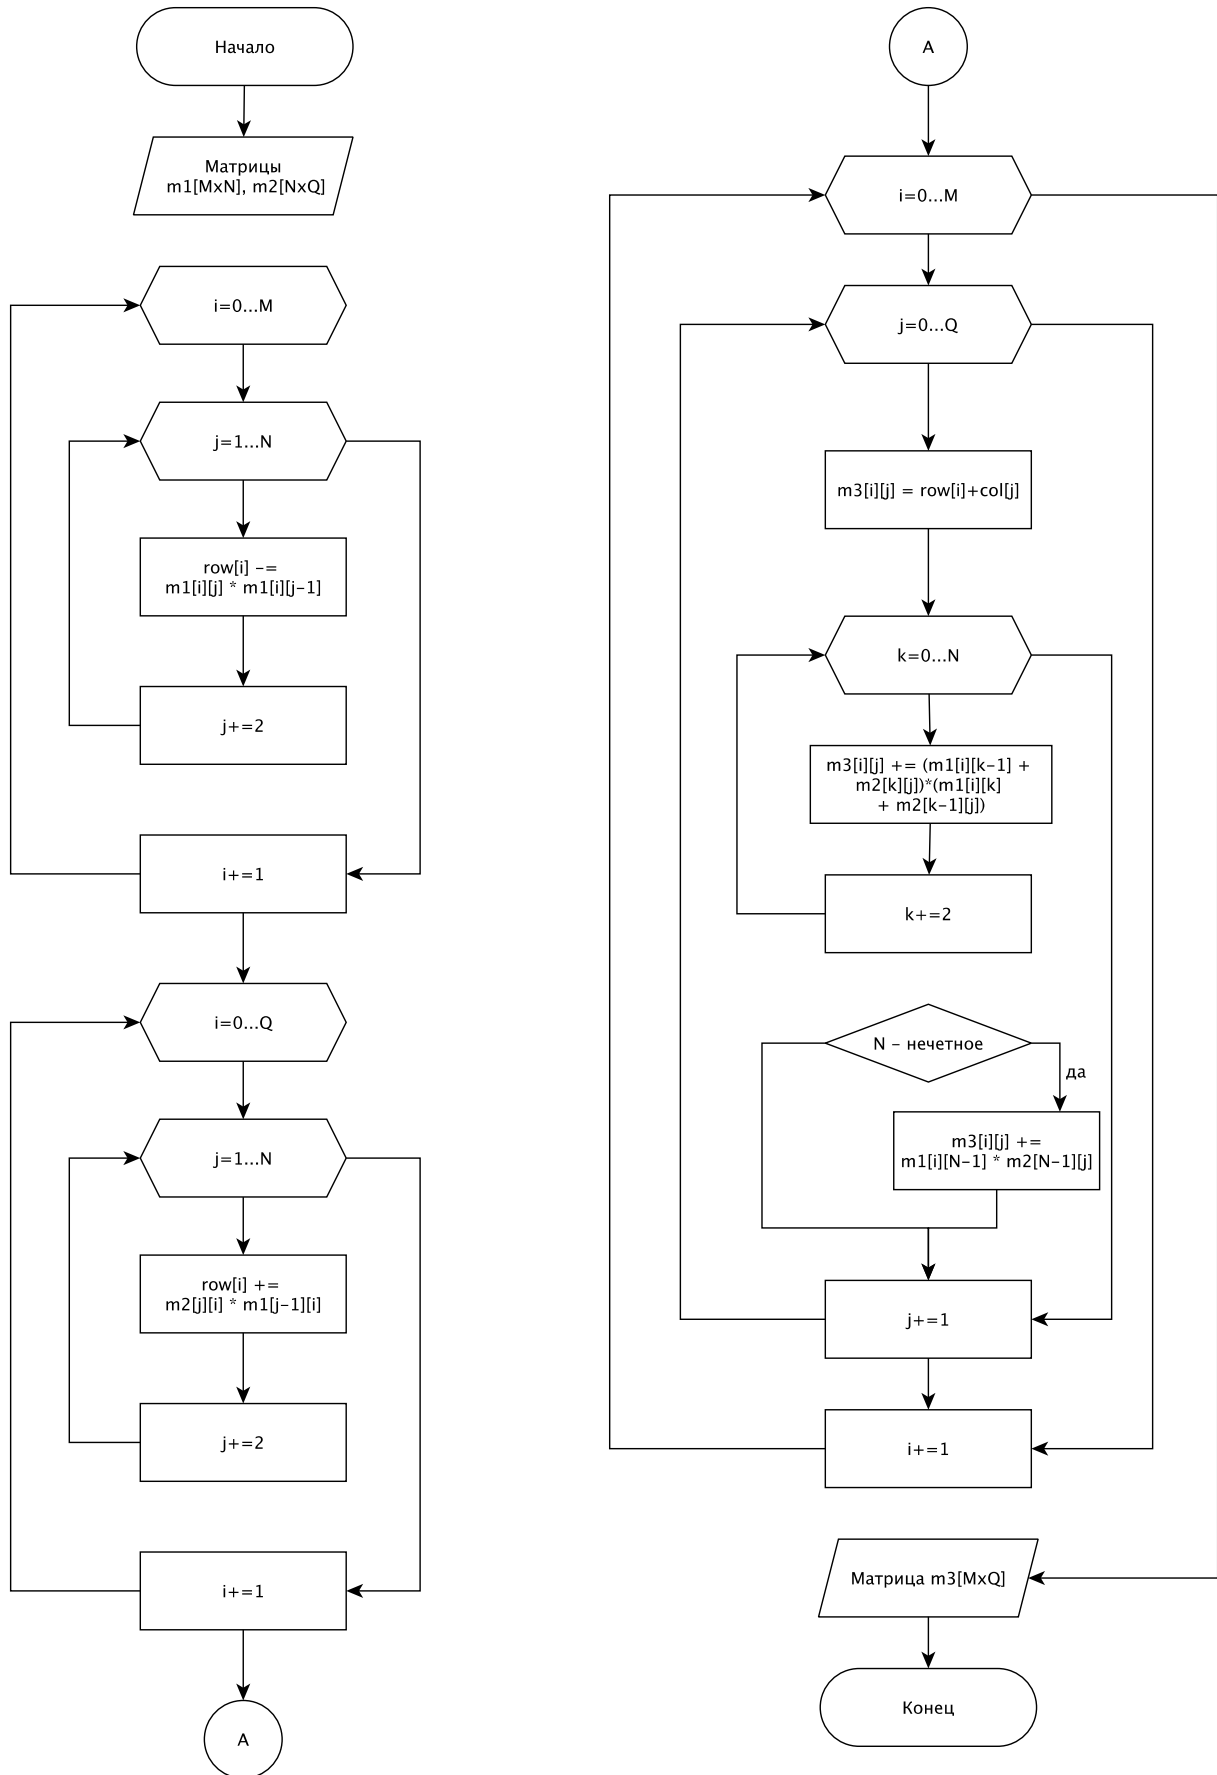 Начало
Матрицы
m1[MxN], m2[NxQ]
i=0...M
j=1...N
row[i] -=
m1[i][j] * m1[i][j-1]
j+=2
i+=1
i=0...Q
j=1...N
row[i] +=
m2[j][i] * m1[j-1][i]
j+=2
i+=1
A
A
i=0...M
j=0...Q
m3[i][j] = row[i]+col[j]
k=0...N
m3[i][j] += (m1[i][k-1] +
m2[k][j])*(m1[i][k]
+ m2[k-1][j])
k+=2
N - нечетное
да
m3[i][j] +=
m1[i][N-1] * m2[N-1][j]
j+=1
i+=1
Матрица m3[MxQ]
Конец